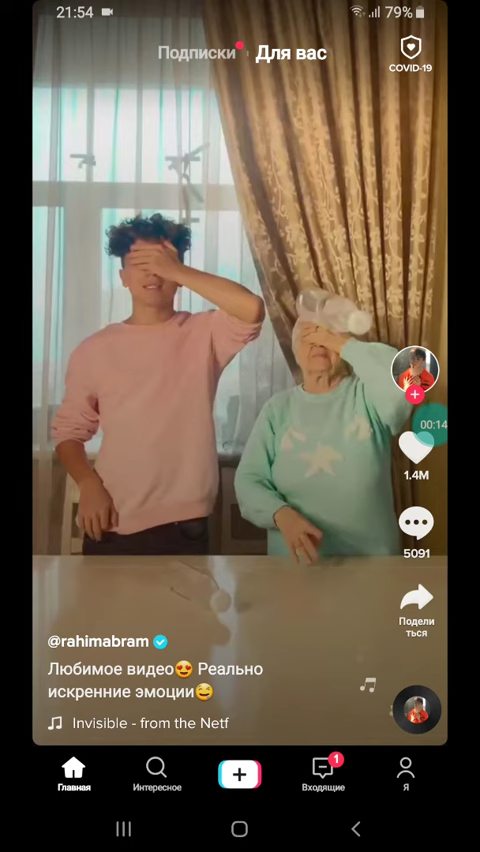 21:54 79%
Подписки Для вас
COVID-19
00:14
1.4M
5091
Подели
ться
@rahimabram
Любимое видео😍 Реально
искренние эмоции😅
Invisible - from the Netf
1
Главная Интересное Входящие Я